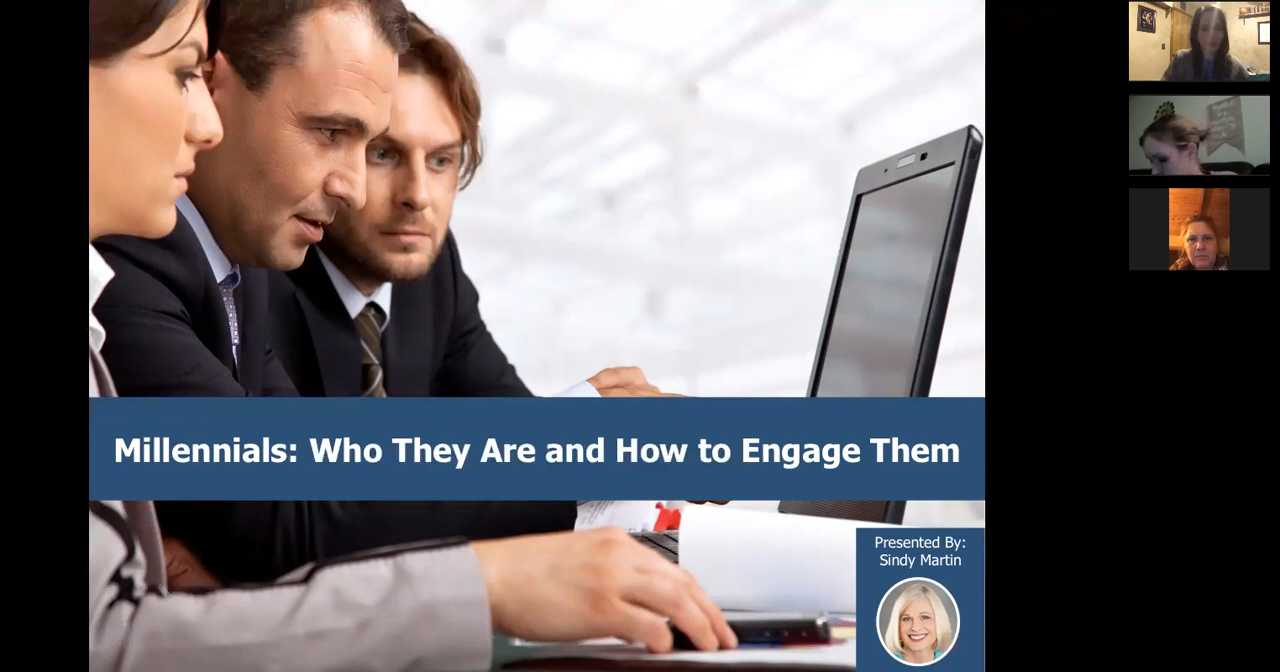 Millennials: Who They Are and How to Engage Them
Presented By:
Sindy Martin